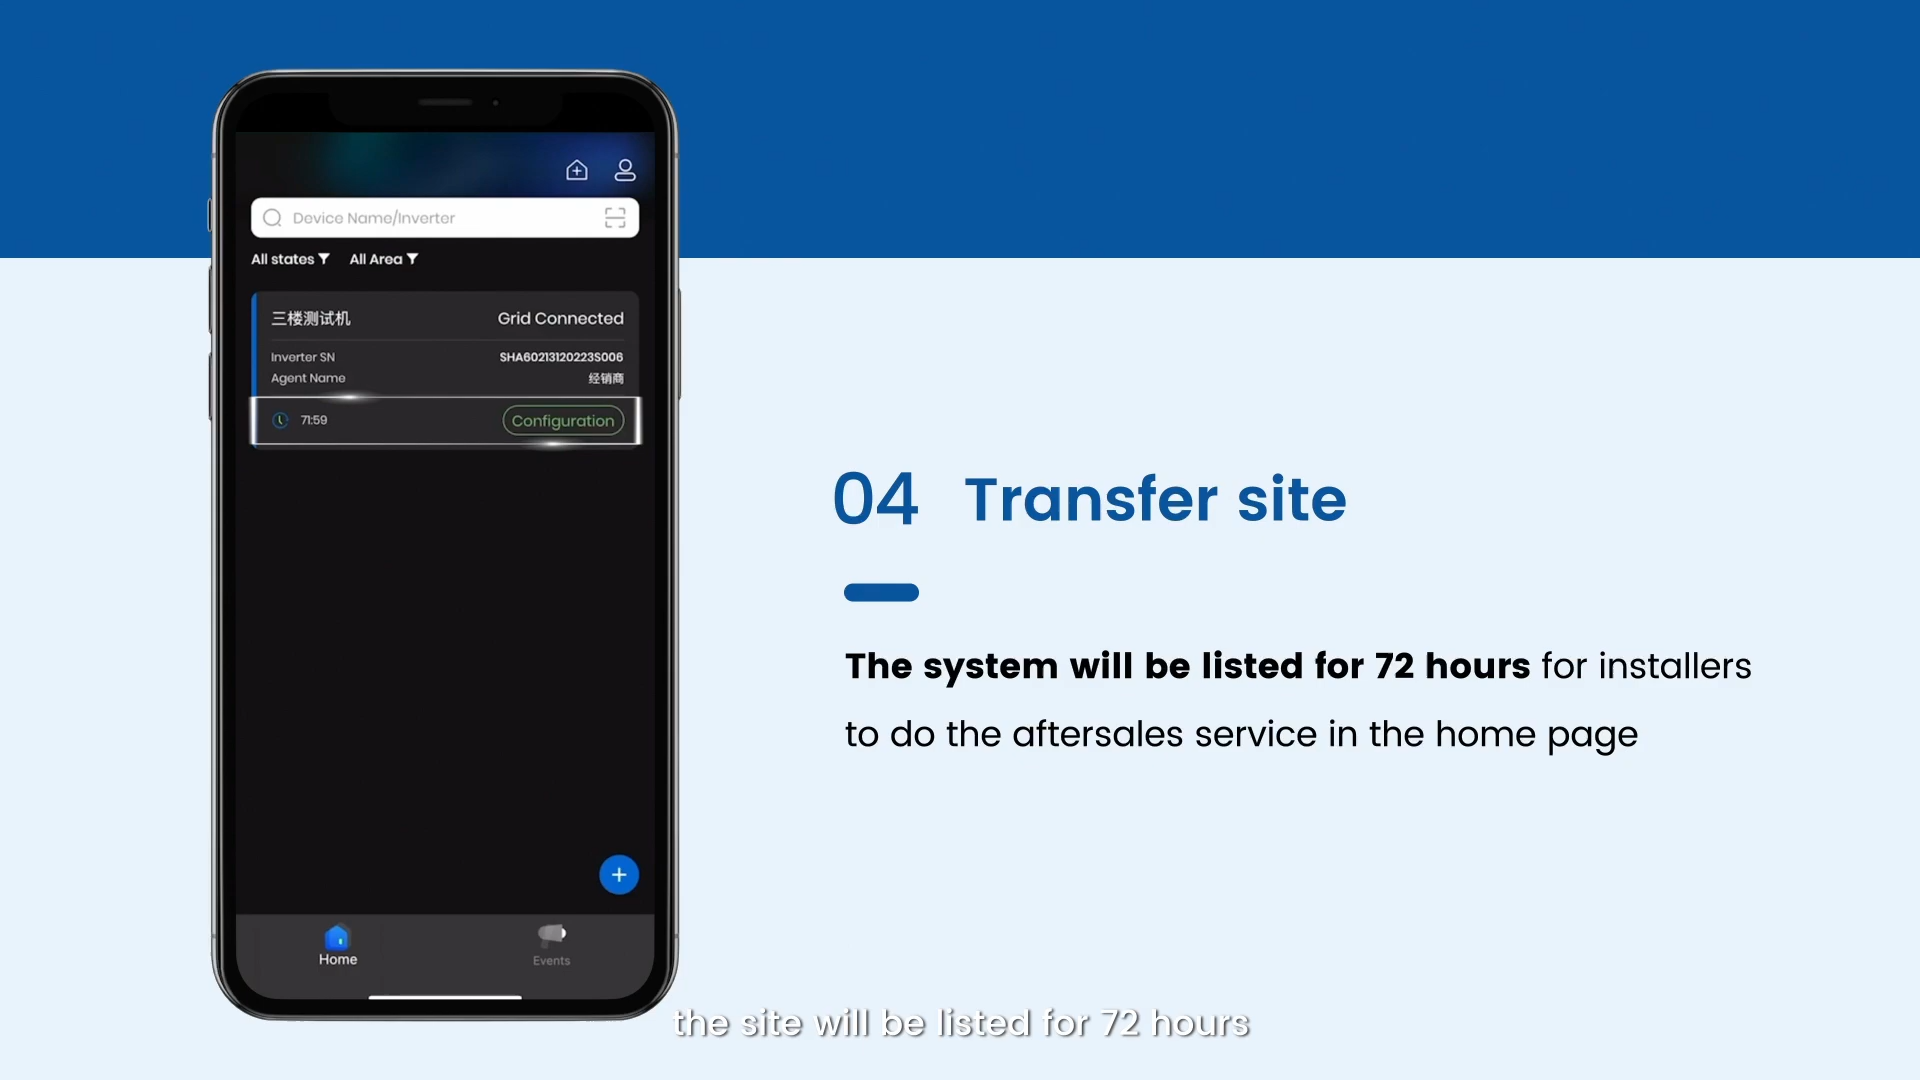 Device Name/Inverter
All states
All Area
三楼测试机
Grid Connected
Inverter SN
SHA60213120223S006
Agent Name
经销商
71:59
Configuration
Home
Events
04 Transfer site
The system will be listed for 72 hours for installers
to do the aftersales service in the home page
the site will be listed for 72 hours